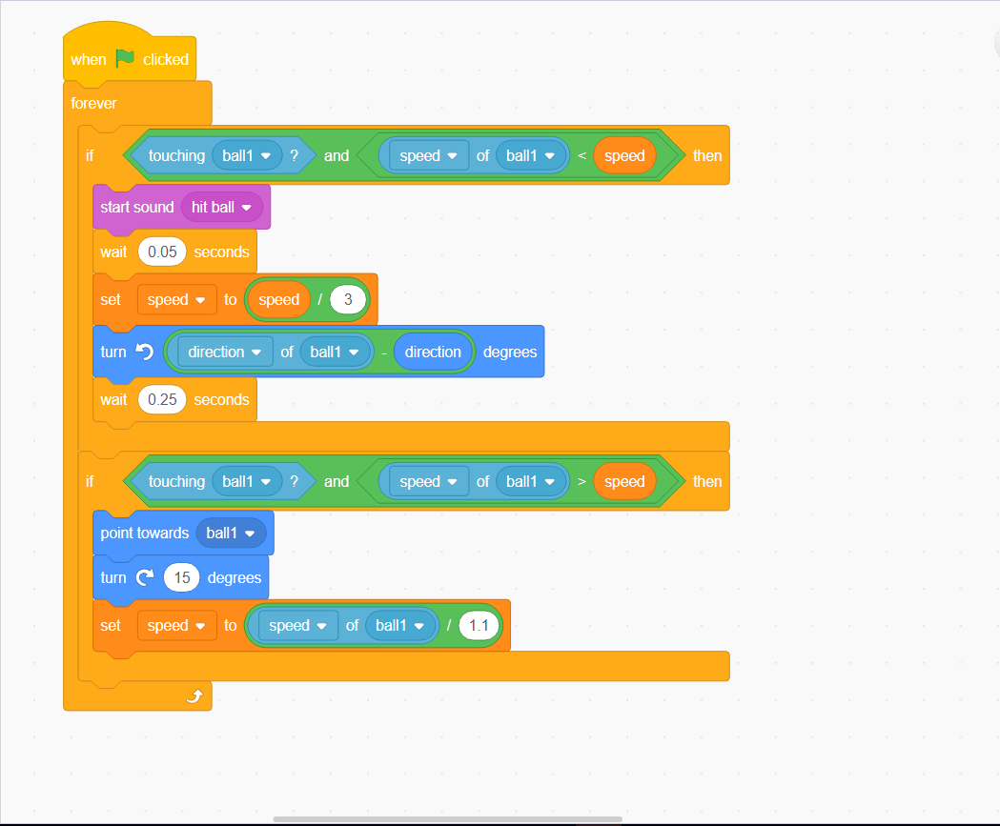 when clicked
forever
if touching ball1 ? and speed of ball1 < speed then
start sound hit ball
wait 0.05 seconds
set speed to speed / 3
turn direction of ball1 - direction degrees
wait 0.25 seconds
if touching ball1 ? and speed of ball1 > speed then
point towards ball1
turn 15 degrees
set speed to speed of ball1 / 1.1